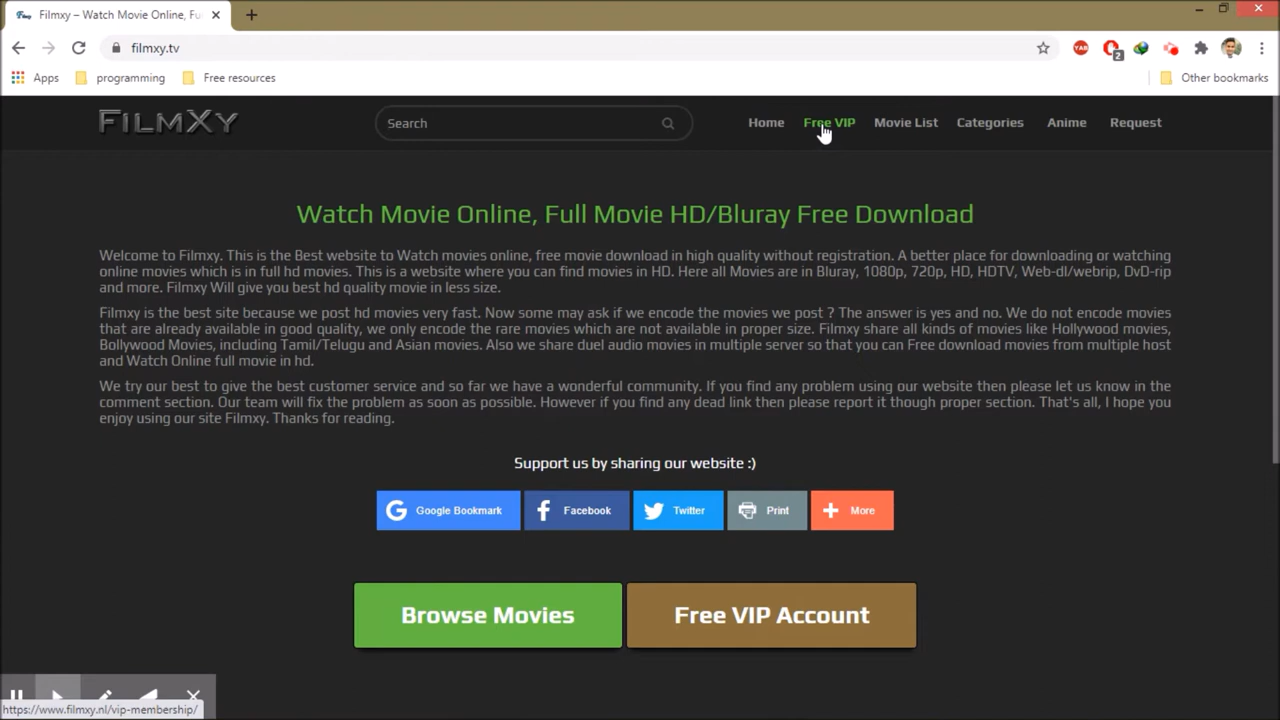 Filmxy – Watch Movie Online, Fu
filmxy.tv
2
Apps programming Free resources Other bookmarks
FILMXY
Search
Home Free VIP Movie List Categories Anime Request
Watch Movie Online, Full Movie HD/Bluray Free Download
Welcome to Filmxy. This is the Best website to Watch movies online, free movie download in high quality without registration. A better place for downloading or watching
online movies which is in full hd movies. This is a website where you can find movies in HD. Here all Movies are in Bluray, 1080p, 720p, HD, HDTV, Web-dl/webrip, DvD-rip
and more. Filmxy Will give you best hd quality movie in less size.
Filmxy is the best site because we post hd movies very fast. Now some may ask if we encode the movies we post ? The answer is yes and no. We do not encode movies
that are already available in good quality, we only encode the rare movies which are not available in proper size. Filmxy share all kinds of movies like Hollywood movies,
Bollywood Movies, including Tamil/Telugu and Asian movies. Also we share duel audio movies in multiple server so that you can Free download movies from multiple host
and Watch Online full movie in hd.
We try our best to give the best customer service and so far we have a wonderful community. If you find any problem using our website then please let us know in the
comment section. Our team will fix the problem as soon as possible. However if you find any dead link then please report it though proper section. That's all, I hope you
enjoy using our site Filmxy. Thanks for reading.
Support us by sharing our website :)
Google Bookmark Facebook Twitter Print More
Browse Movies Free VIP Account
https://www.filmxy.nl/vip-membership/